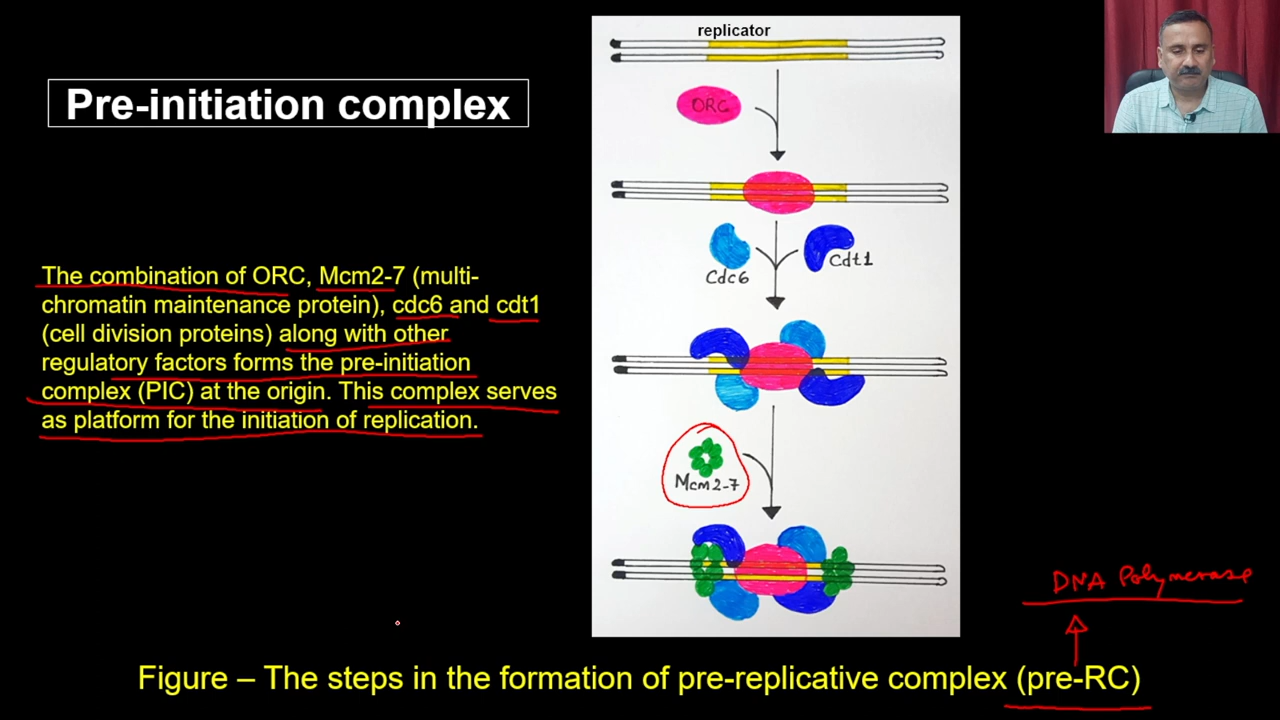 Pre-initiation complex
The combination of ORC, Mcm2-7 (multi-
chromatin maintenance protein), cdc6 and cdt1
(cell division proteins) along with other
regulatory factors forms the pre-initiation
complex (PIC) at the origin. This complex serves
as platform for the initiation of replication.
replicator
ORC
Cdc6
Cdt1
Mcm2-7
DNA Polymerase
Figure – The steps in the formation of pre-replicative complex (pre-RC)